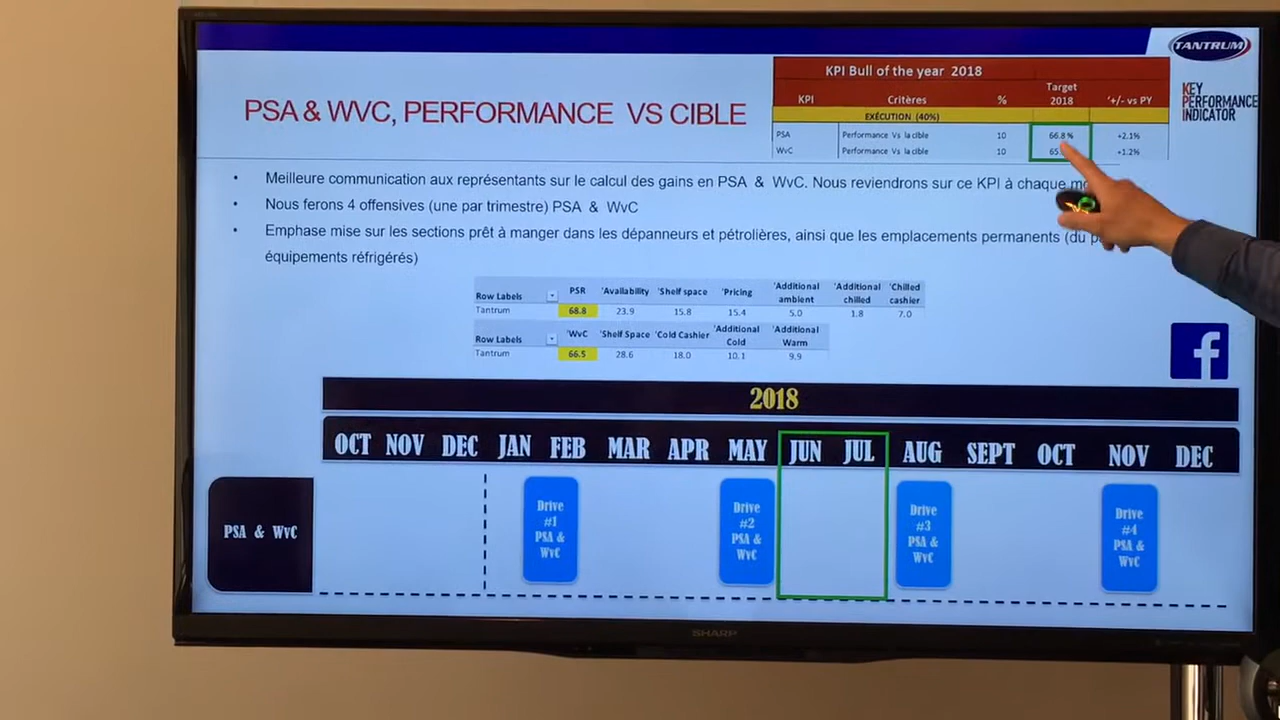 TANTRUM
KPI Bull of the year 2018
KPI Critères % Target 2018 '+/- vs PY
EXÉCUTION (40%)
PSA Performance Vs la cible 10 66.8 % +2.1%
WvC Performance Vs la cible 10 +1.2%
KEY
PERFORMANCE
INDICATOR
PSA & WVC, PERFORMANCE VS CIBLE
• Meilleure communication aux représentants sur le calcul des gains en PSA & WvC. Nous reviendrons sur ce KPI à chaque
• Nous ferons 4 offensives (une par trimestre) PSA & WvC
• Emphase mise sur les sections prêt à manger dans les dépanneurs et pétrolières, ainsi que les emplacements permanents (du
équipements réfrigérés)
Row Labels PSR 'Availability 'Shelf space 'Pricing 'Additional ambient 'Additional chilled 'Chilled cashier
Tantrum 68.8 23.9 15.8 15.4 5.0 1.8 7.0
Row Labels 'WvC 'Shelf Space 'Cold Cashier 'Additional Cold 'Additional Warm
Tantrum 66.5 28.6 18.0 10.1 9.9
f
2018
OCT NOV DEC JAN FEB MAR APR MAY JUN JUL AUG SEPT OCT NOV DEC
PSA & WvC
Drive
#1
PSA &
WvC
Drive
#2
PSA &
WvC
Drive
#3
PSA &
WvC
Drive
#4
PSA &
WvC
SHARP